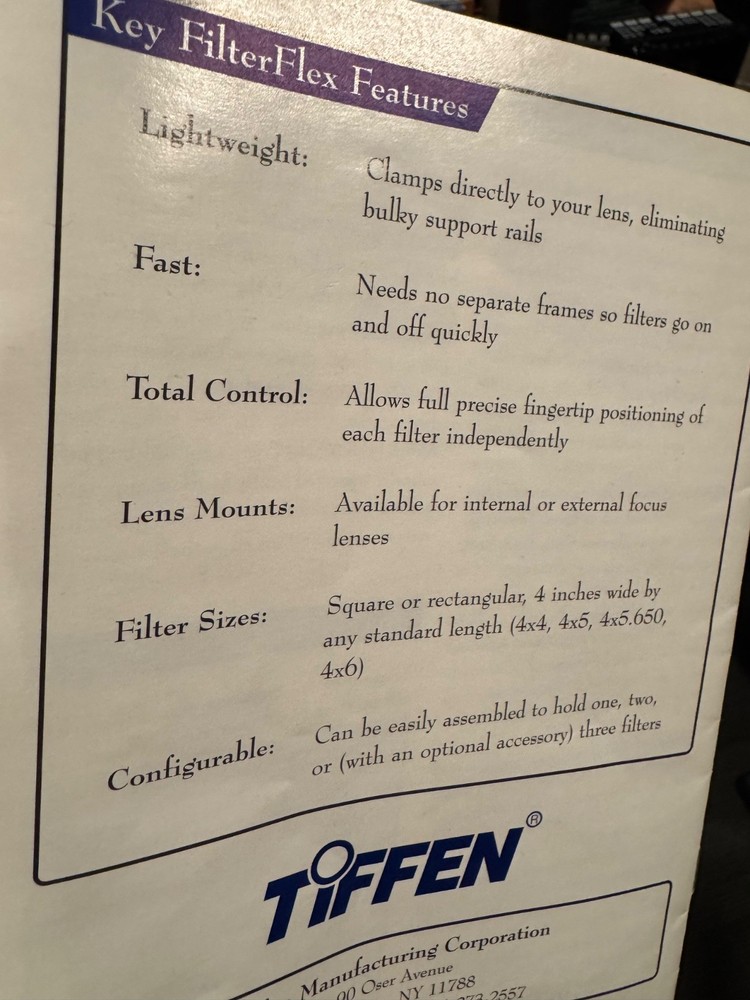 Key FilterFlex Features
Lightweight:
Clamps directly to your lens, eliminating
bulky support rails
Fast:
Needs no separate frames so filters go on
and off quickly
Total Control:
Allows full precise fingertip positioning of
each filter independently
Lens Mounts:
Available for internal or external focus
lenses
Filter Sizes:
Square or rectangular, 4 inches wide by
any standard length (4x4, 4x5, 4x5.650,
4x6)
Configurable:
Can be easily assembled to hold one, two,
or (with an optional accessory) three filters
TIFFEN®
Manufacturing Corporation
Oser Avenue
NY 11788
2557